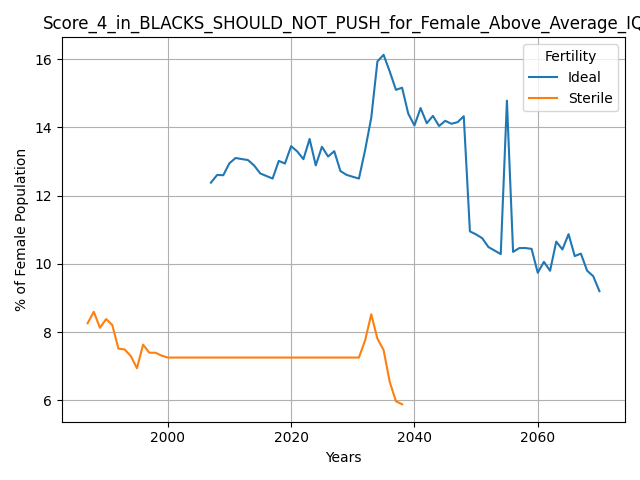 Score_4_in_BLACKS_SHOULD_NOT_PUSH_for_Female_Above_Average_IQ
Fertility
Ideal
Sterile
% of Female Population
16
14
12
10
8
6
2000 2020 2040 2060
Years